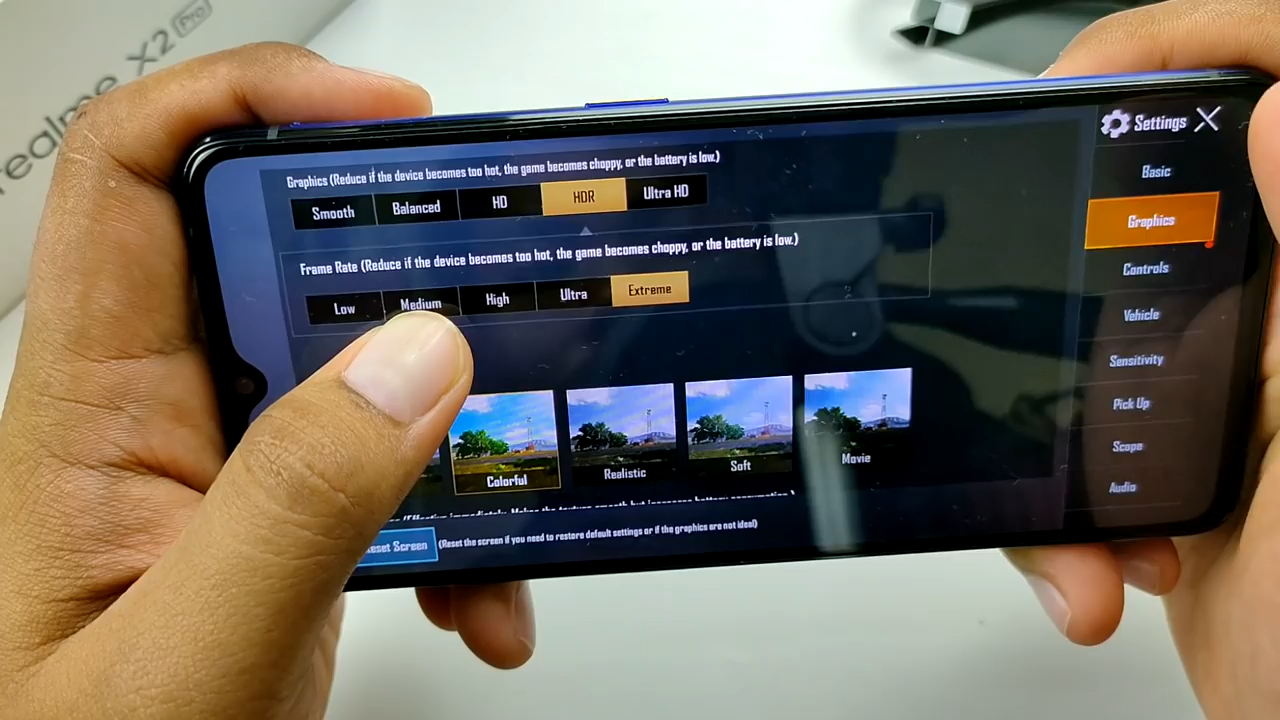 realme X2 Pro
Settings
Graphics (Reduce if the device becomes too hot, the game becomes choppy, or the battery is low.)
Smooth Balanced HD HDR Ultra HD
Frame Rate (Reduce if the device becomes too hot, the game becomes choppy, or the battery is low.)
Low Medium High Ultra Extreme
Colorful Realistic Soft Movie
Reset Screen (Reset the screen if you need to restore default settings or if the graphics are not ideal)
Basic
Graphics
Controls
Vehicle
Sensitivity
Pick Up
Scope
Audio